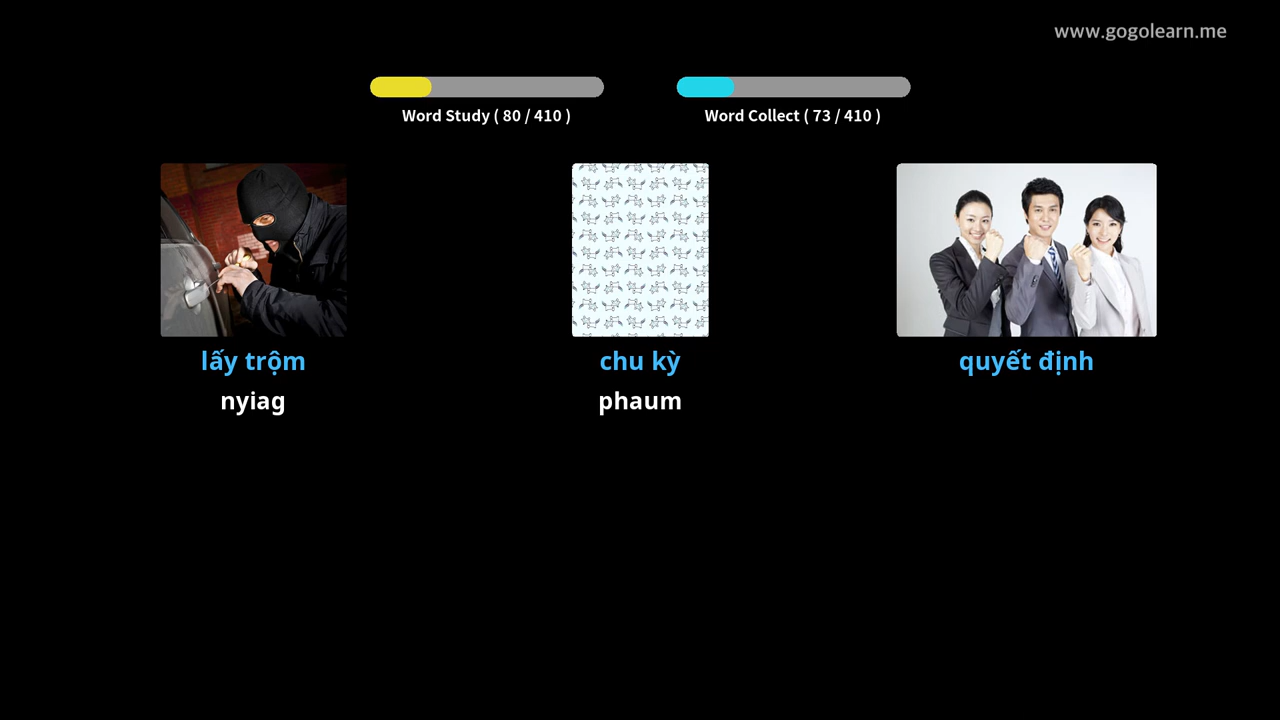 www.gogolearn.me
Word Study ( 80 / 410 )
Word Collect ( 73 / 410 )
lấy trộm
chu kỳ
quyết định
nyiag
phaum